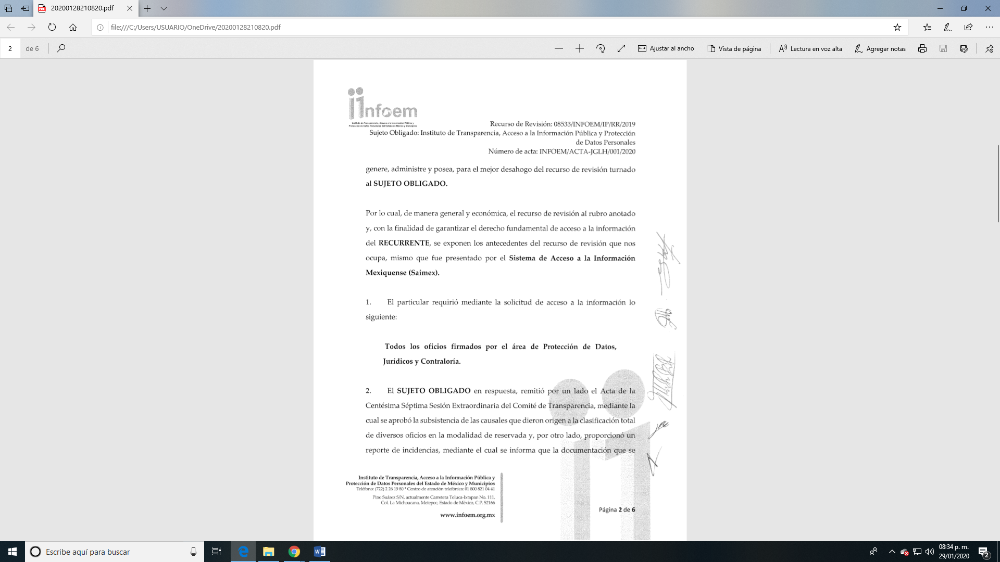 20200128210820.pdf
file:///C:/Users/USUARIO/OneDrive/20200128210820.pdf
2 de 6
Ajustar al ancho
Vista de página
Lectura en voz alta
Agregar notas
infoem
Instituto de Transparencia, Acceso a la Información Pública y
Protección de Datos Personales del Estado de México y Municipios
Recurso de Revisión: 08533/INFOEM/IP/RR/2019
Sujeto Obligado: Instituto de Transparencia, Acceso a la Información Pública y Protección
de Datos Personales
Número de acta: INFOEM/ACTA-JGLH/001/2020
genere, administre y posea, para el mejor desahogo del recurso de revisión turnado
al SUJETO OBLIGADO.
Por lo cual, de manera general y económica, el recurso de revisión al rubro anotado
y, con la finalidad de garantizar el derecho fundamental de acceso a la información
del RECURRENTE, se exponen los antecedentes del recurso de revisión que nos
ocupa, mismo que fue presentado por el Sistema de Acceso a la Información
Mexiquense (Saimex).
1. El particular requirió mediante la solicitud de acceso a la información lo
siguiente:
Todos los oficios firmados por el área de Protección de Datos,
Jurídicos y Contraloría.
2. El SUJETO OBLIGADO en respuesta, remitió por un lado el Acta de la
Centésima Séptima Sesión Extraordinaria del Comité de Transparencia, mediante la
cual se aprobó la subsistencia de las causales que dieron origen a la clasificación total
de diversos oficios en la modalidad de reservada y, por otro lado, proporcionó un
reporte de incidencias, mediante el cual se informa que la documentación que se
Instituto de Transparencia, Acceso a la Información Pública y
Protección de Datos Personales del Estado de México y Municipios
Teléfono: (722) 2 26 19 80 * Centro de atención telefónica: 01 800 821 04 41
Pino Suárez S/N, actualmente Carretera Toluca-Ixtapan No. 111,
Col. La Michoacana, Metepec, Estado de México, C.P. 52166
www.infoem.org.mx
Página 2 de 6
Escribe aquí para buscar
08:34 p. m.
29/01/2020
2